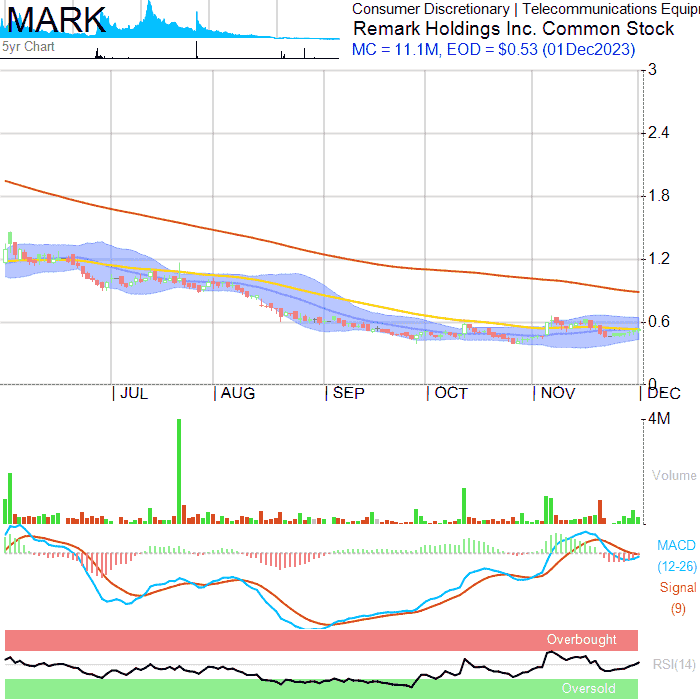 MARK
5yr Chart
Consumer Discretionary | Telecommunications Equip
Remark Holdings Inc. Common Stock
MC = 11.1M, EOD = $0.53 (01Dec2023)
3
2.4
1.8
1.2
0.6
0
JUL AUG SEP OCT NOV DEC
4M
Volume
MACD
(12-26)
Signal
(9)
Overbought
RSI(14)
Oversold